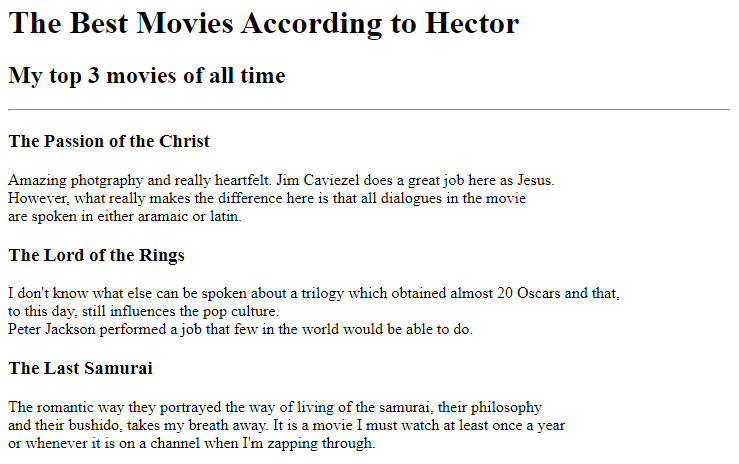 The Best Movies According to Hector
My top 3 movies of all time
The Passion of the Christ
Amazing photgraphy and really heartfelt. Jim Caviezel does a great job here as Jesus.
However, what really makes the difference here is that all dialogues in the movie
are spoken in either aramaic or latin.
The Lord of the Rings
I don't know what else can be spoken about a trilogy which obtained almost 20 Oscars and that,
to this day, still influences the pop culture.
Peter Jackson performed a job that few in the world would be able to do.
The Last Samurai
The romantic way they portrayed the way of living of the samurai, their philosophy
and their bushido, takes my breath away. It is a movie I must watch at least once a year
or whenever it is on a channel when I'm zapping through.